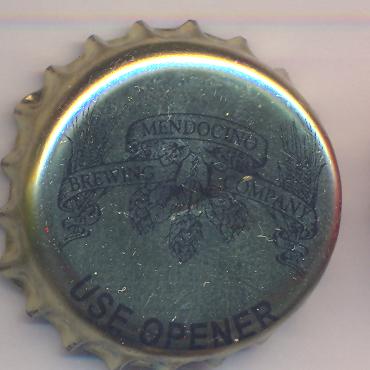 MENDOCINO
BREWING COMPANY
USE OPENER